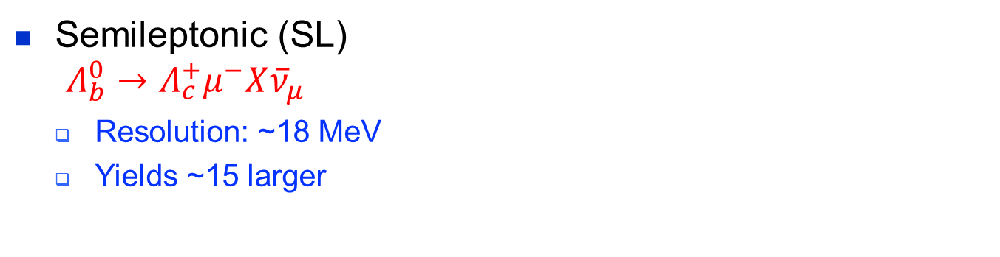 ■ Semileptonic (SL)
Λ_b^0 → Λ_c^+ μ^- X ν̄_μ
❑ Resolution: ~18 MeV
❑ Yields ~15 larger